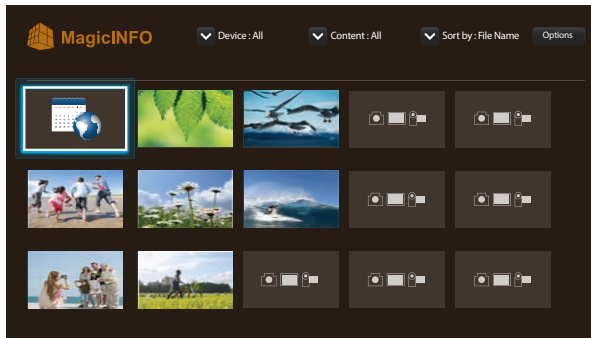 MagicINFO
Device : All
Content : All
Sort by : File Name
Options